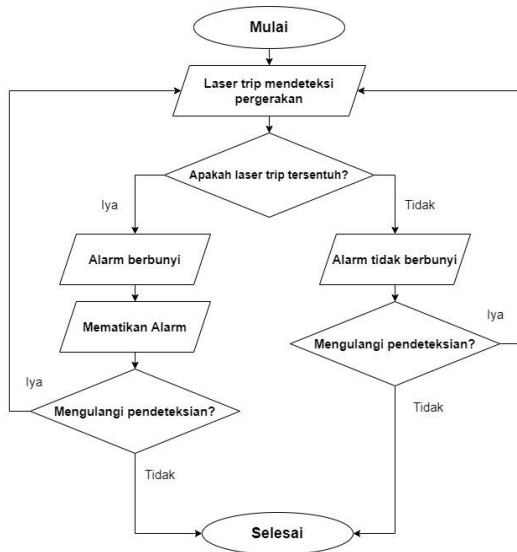 Mulai
Laser trip mendeteksi
pergerakan
Apakah laser trip tersentuh?
Iya
Tidak
Alarm berbunyi
Alarm tidak berbunyi
Mematikan Alarm
Iya
Mengulangi pendeteksian?
Iya
Mengulangi pendeteksian?
Tidak
Tidak
Selesai